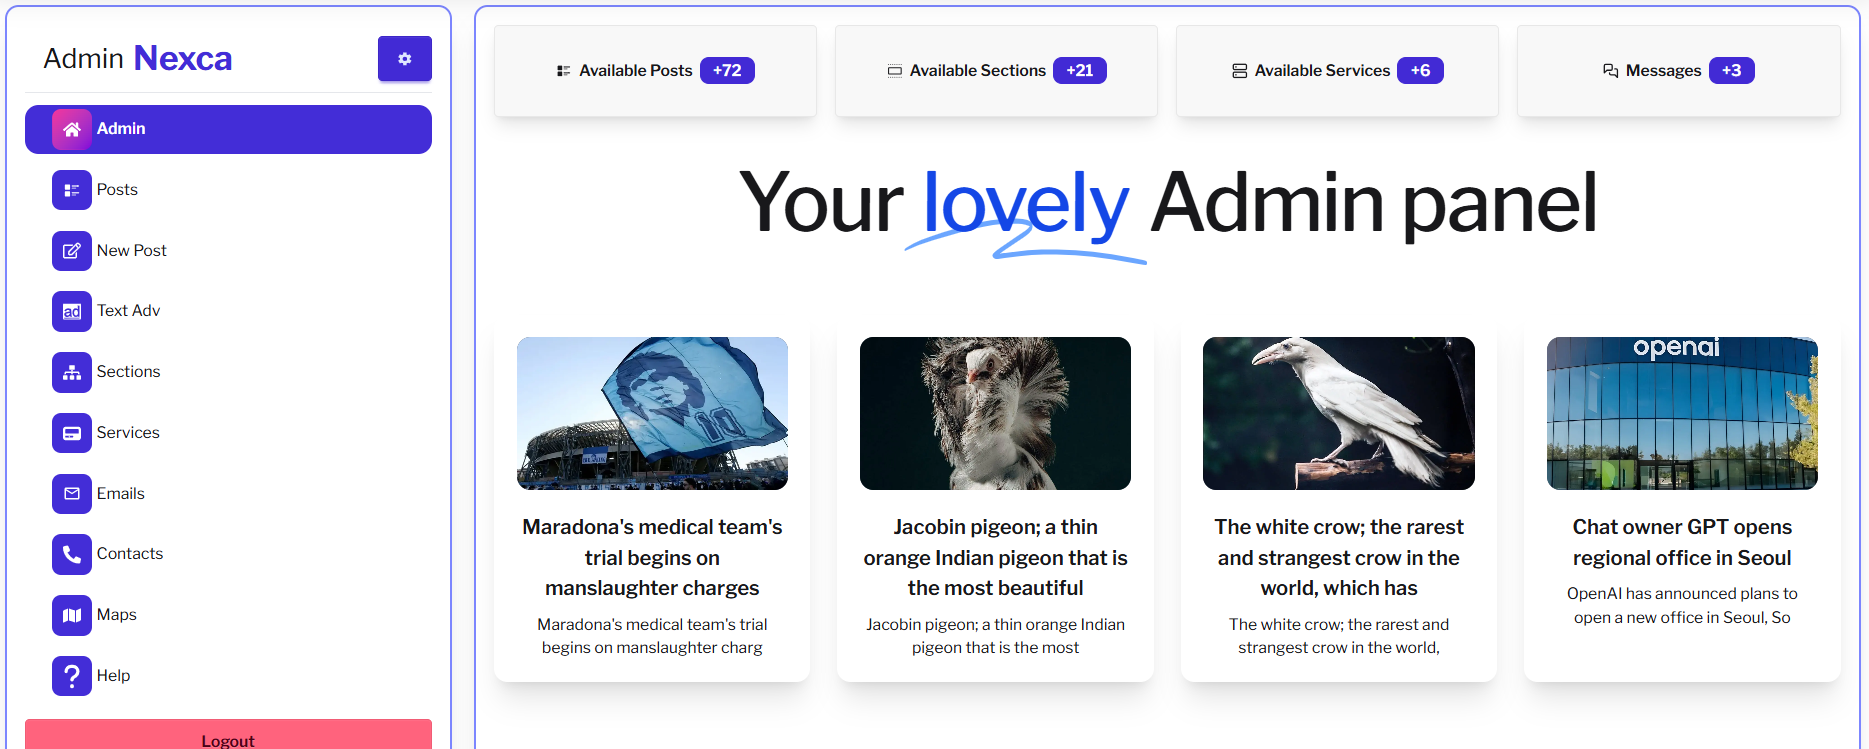 Admin Nexca
Admin
Posts
New Post
ad Text Adv
Sections
Services
Emails
Contacts
Maps
? Help
Logout
Available Posts +72
Available Sections +21
Available Services +6
Messages +3
Your lovely Admin panel
10
Maradona's medical team's
trial begins on
manslaughter charges
Maradona's medical team's trial
begins on manslaughter charg
Jacobin pigeon; a thin
orange Indian pigeon that is
the most beautiful
Jacobin pigeon; a thin orange Indian
pigeon that is the most
The white crow; the rarest
and strangest crow in the
world, which has
The white crow; the rarest and
strangest crow in the world,
openai
Chat owner GPT opens
regional office in Seoul
OpenAI has announced plans to
open a new office in Seoul, So